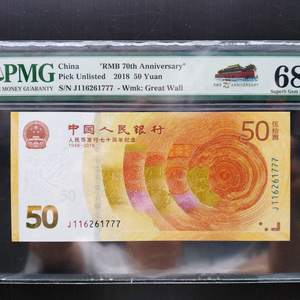 PMG
MONEY GUARANTY
China "RMB 70th Anniversary"
Pick Unlisted 2018 50 Yuan
S/N J116261777 - Wmk: Great Wall
ANNIVERSARY
68
Superb Gem
中国人民银行
人民币发行七十周年纪念
1948-2018
50
伍拾圆
50
J116261777
J116261777